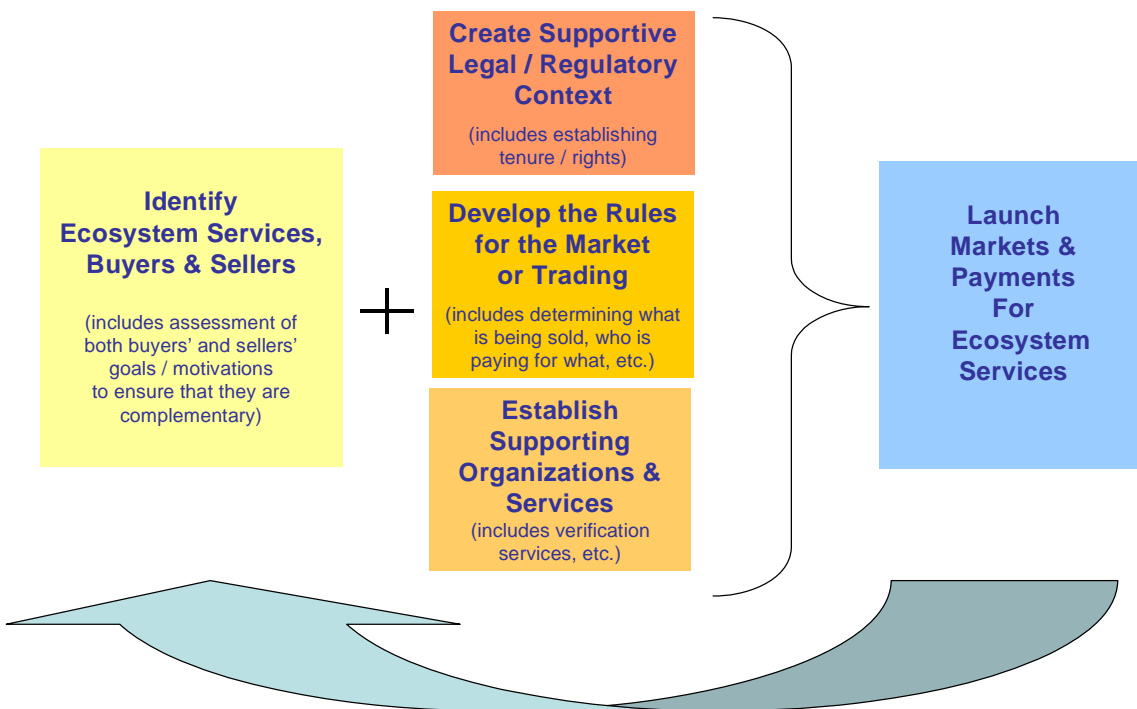 Identify
Ecosystem Services,
Buyers & Sellers
(includes assessment of
both buyers’ and sellers’
goals / motivations
to ensure that they are
complementary)
Create Supportive
Legal / Regulatory
Context
(includes establishing
tenure / rights)
Develop the Rules
for the Market
or Trading
(includes determining what
is being sold, who is
paying for what, etc.)
Establish
Supporting
Organizations &
Services
(includes verification
services, etc.)
Launch
Markets &
Payments
For
Ecosystem
Services